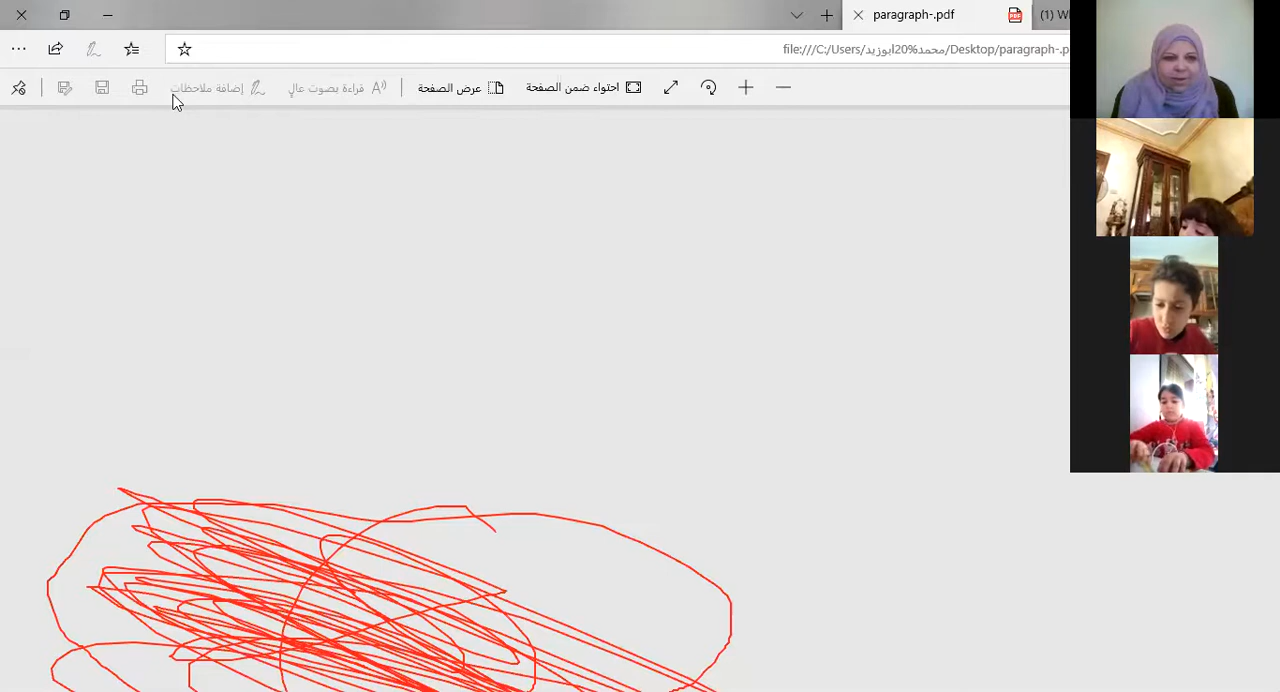 paragraph-.pdf
(1) W
file:///C:/Users/محمد%20ابوزيد/Desktop/paragraph-.p
إضافة ملاحظات
قراءة بصوت عالٍ
عرض الصفحة
احتواء ضمن الصفحة